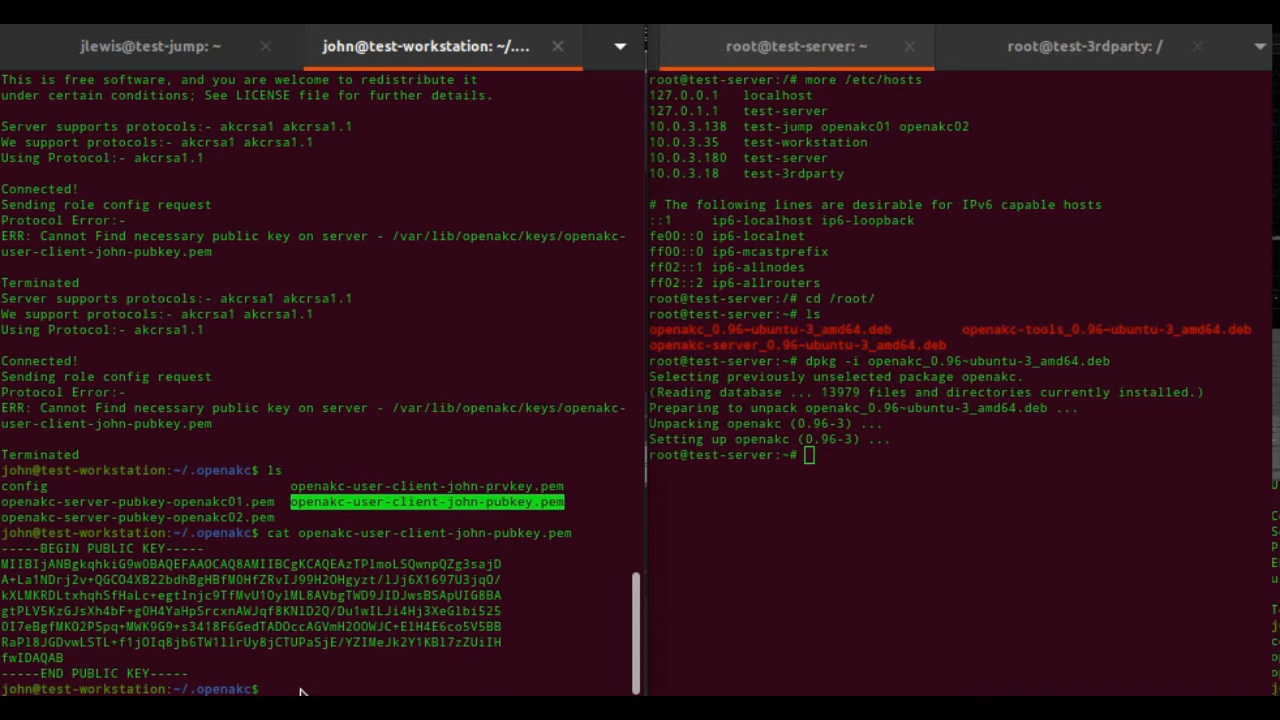 jlewis@test-jump: ~
john@test-workstation: ~/....
This is free software, and you are welcome to redistribute it
under certain conditions; See LICENSE file for further details.
Server supports protocols:- akcrsa1 akcrsa1.1
We support protocols:- akcrsa1 akcrsa1.1
Using Protocol:- akcrsa1.1
Connected!
Sending role config request
Protocol Error:-
ERR: Cannot Find necessary public key on server - /var/lib/openakc/keys/openakc-
user-client-john-pubkey.pem
Terminated
Server supports protocols:- akcrsa1 akcrsa1.1
We support protocols:- akcrsa1 akcrsa1.1
Using Protocol:- akcrsa1.1
Connected!
Sending role config request
Protocol Error:-
ERR: Cannot Find necessary public key on server - /var/lib/openakc/keys/openakc-
user-client-john-pubkey.pem
Terminated
john@test-workstation:~/.openakc$ ls
config openakc-user-client-john-prvkey.pem
openakc-server-pubkey-openakc01.pem openakc-user-client-john-pubkey.pem
openakc-server-pubkey-openakc02.pem
john@test-workstation:~/.openakc$ cat openakc-user-client-john-pubkey.pem
-----BEGIN PUBLIC KEY-----
-----END PUBLIC KEY-----
john@test-workstation:~/.openakc$
root@test-server: ~
root@test-3rdparty: /
root@test-server:/# more /etc/hosts
127.0.0.1 localhost
127.0.1.1 test-server
10.0.3.138 test-jump openakc01 openakc02
10.0.3.35 test-workstation
10.0.3.180 test-server
10.0.3.18 test-3rdparty
# The following lines are desirable for IPv6 capable hosts
::1 ip6-localhost ip6-loopback
fe00::0 ip6-localnet
ff00::0 ip6-mcastprefix
ff02::1 ip6-allnodes
ff02::2 ip6-allrouters
root@test-server:/# cd /root/
root@test-server:~# ls
openakc_0.96~ubuntu-3_amd64.deb openakc-tools_0.96~ubuntu-3_amd64.deb
openakc-server_0.96~ubuntu-3_amd64.deb
root@test-server:~# dpkg -i openakc_0.96~ubuntu-3_amd64.deb
Selecting previously unselected package openakc.
(Reading database ... 13979 files and directories currently installed.)
Preparing to unpack openakc_0.96~ubuntu-3_amd64.deb ...
Unpacking openakc (0.96-3) ...
Setting up openakc (0.96-3) ...
root@test-server:~#